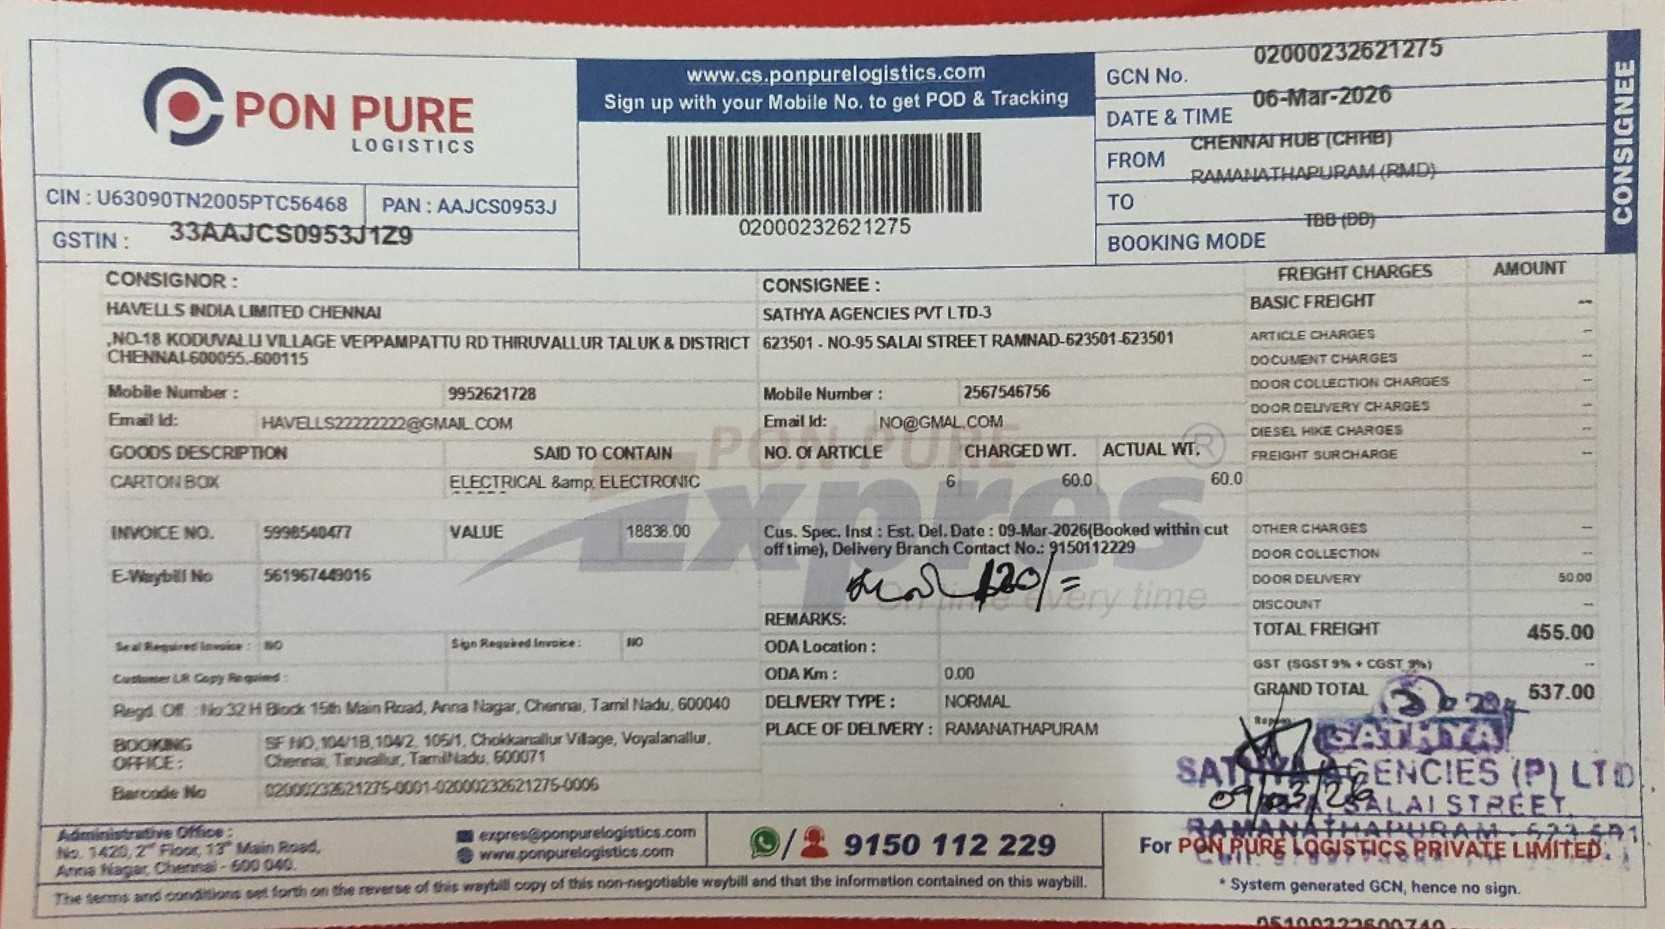 PON PURE
LOGISTICS
CIN : U63090TN2005PTC56468
PAN : AAJCS0953J
GSTIN : 33AAJCS0953J1Z9
www.cs.ponpurelogistics.com
Sign up with your Mobile No. to get POD & Tracking
02000232621275
GCN No. 02000232621275
DATE & TIME 06-Mar-2026
FROM CHENNAI HUB (CHHB)
TO RAMANATHAPURAM (RMD)
BOOKING MODE TBB (DD)
CONSIGNEE
CONSIGNOR :
HAVELLS INDIA LIMITED CHENNAI
,NO-18 KODUVALLI VILLAGE VEPPAMPATTU RD THIRUVALLUR TALUK & DISTRICT
CHENNAI-600055,-600115
Mobile Number : 9952621728
Email Id: HAVELLS22222222@GMAIL.COM
GOODS DESCRIPTION SAID TO CONTAIN
CARTON BOX ELECTRICAL &amp; ELECTRONIC
INVOICE NO. 5998540477 VALUE 18836.00
E-Waybill No 561967449016
Seal Required Invoice : NO Sign Required Invoice : NO
Customer LR Copy Required :
Regd. Off. : No:32 H Block 15th Main Road, Anna Nagar, Chennai, Tamil Nadu, 600040
BOOKING OFFICE : SF NO,104/1B,104/2, 105/1, Chokkanallur Village, Voyalanallur,
Chennai, Tiruvallur, TamilNadu, 600071
Barcode No 02000232621275-0001-02000232621275-0006
CONSIGNEE :
SATHYA AGENCIES PVT LTD-3
623501 - NO-95 SALAI STREET RAMNAD-623501-623501
Mobile Number : 2567546756
Email Id: NO@GMAL.COM
NO. Of ARTICLE CHARGED WT. ACTUAL WT.
6 60.0 60.0
Cus. Spec. Inst : Est. Del. Date : 09-Mar-2026(Booked within cut
off time), Delivery Branch Contact No.: 9150112229
120/=
REMARKS:
ODA Location :
ODA Km : 0.00
DELIVERY TYPE : NORMAL
PLACE OF DELIVERY : RAMANATHAPURAM
PON PURE
Expres
On time every time
FREIGHT CHARGES AMOUNT
BASIC FREIGHT --
ARTICLE CHARGES --
DOCUMENT CHARGES --
DOOR COLLECTION CHARGES --
DOOR DELIVERY CHARGES --
DIESEL HIKE CHARGES --
FREIGHT SURCHARGE --
OTHER CHARGES --
DOOR COLLECTION --
DOOR DELIVERY 50.00
DISCOUNT --
TOTAL FREIGHT 455.00
GST (SGST 9% + CGST 9%) --
GRAND TOTAL 537.00
SATHYA
SATHYA AGENCIES (P) LTD
09/03/26
SALAI STREET,
RAMANATHAPURAM - 623 501
Administrative Office :
No. 1420, 2nd Floor, 13th Main Road,
Anna Nagar, Chennai - 600 040.
expres@ponpurelogistics.com
www.ponpurelogistics.com
9150 112 229
For PON PURE LOGISTICS PRIVATE LIMITED.
* System generated GCN, hence no sign.
The terms and conditions set forth on the reverse of this waybill copy of this non-negotiable waybill and that the information contained on this waybill.